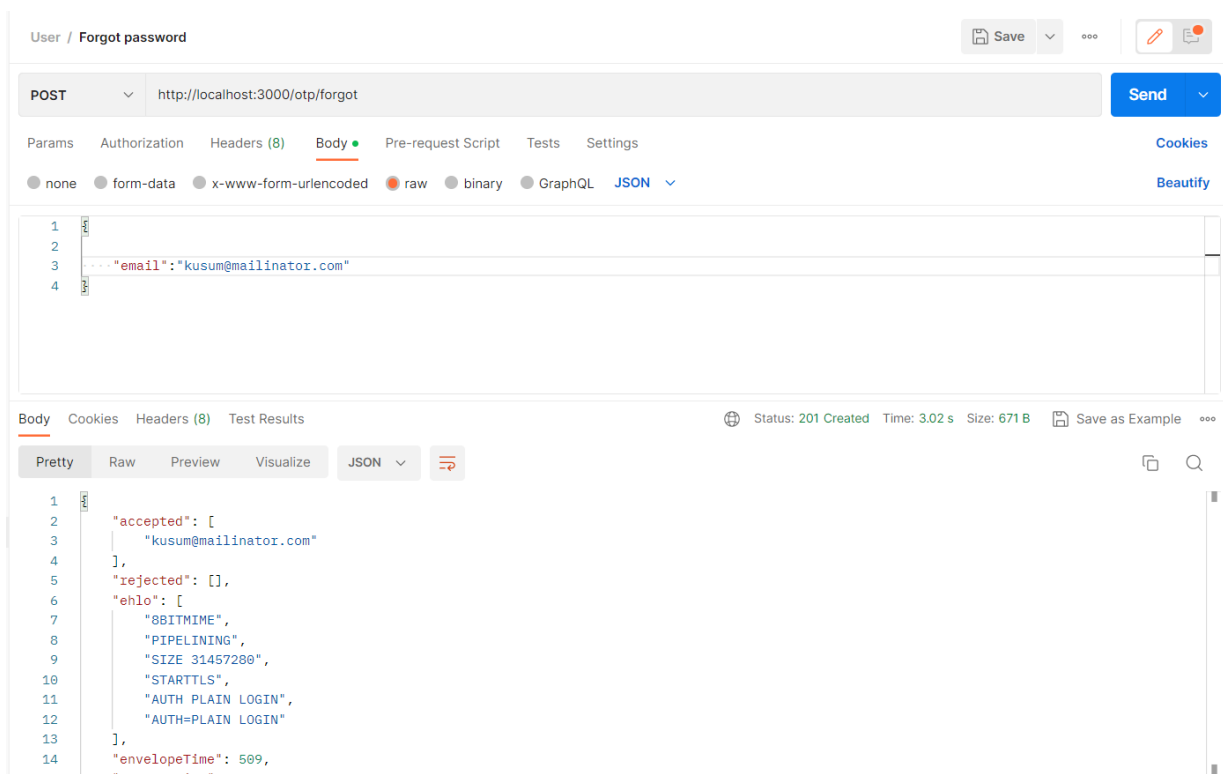 User / Forgot password Save
POST http://localhost:3000/otp/forgot Send
Params Authorization Headers (8) Body Pre-request Script Tests Settings Cookies
none form-data x-www-form-urlencoded raw binary GraphQL JSON Beautify
1 {
2
3 "email":"kusum@mailinator.com"
4 }
Body Cookies Headers (8) Test Results Status: 201 Created Time: 3.02 s Size: 671 B Save as Example
Pretty Raw Preview Visualize JSON
1 {
2 "accepted": [
3 "kusum@mailinator.com"
4 ],
5 "rejected": [],
6 "ehlo": [
7 "8BITMIME",
8 "PIPELINING",
9 "SIZE 31457280",
10 "STARTTLS",
11 "AUTH PLAIN LOGIN",
12 "AUTH=PLAIN LOGIN"
13 ],
14 "envelopeTime": 509,